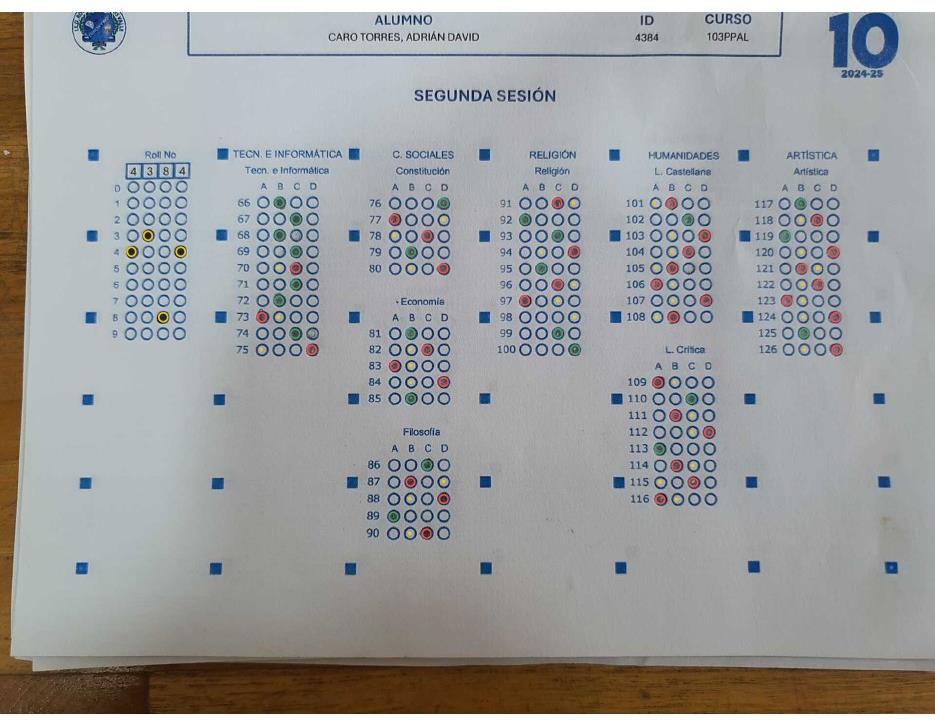 ALUMNO ID CURSO
CARO TORRES, ADRIÁN DAVID 4384 103PPAL
10
2024-25
SEGUNDA SESIÓN
Roll No
4 3 8 4
0
1
2
3
4
5
6
7
8
9
TECN. E INFORMÁTICA
Tecn. e Informática
A B C D
66
67
68
69
70
71
72
73
74
75
C. SOCIALES
Constitución
A B C D
76
77
78
79
80
Economía
81
82
83
84
85
Filosofía
A B C D
86
87
88
89
90
RELIGIÓN
Religión
A B C D
91
92
93
94
95
96
97
98
99
100
HUMANIDADES
L. Castellana
A B C D
101
102
103
104
105
106
107
108
L. Crítica
A B C D
109
110
111
112
113
114
115
116
ARTÍSTICA
Artística
A B C D
117
118
119
120
121
122
123
124
125
126